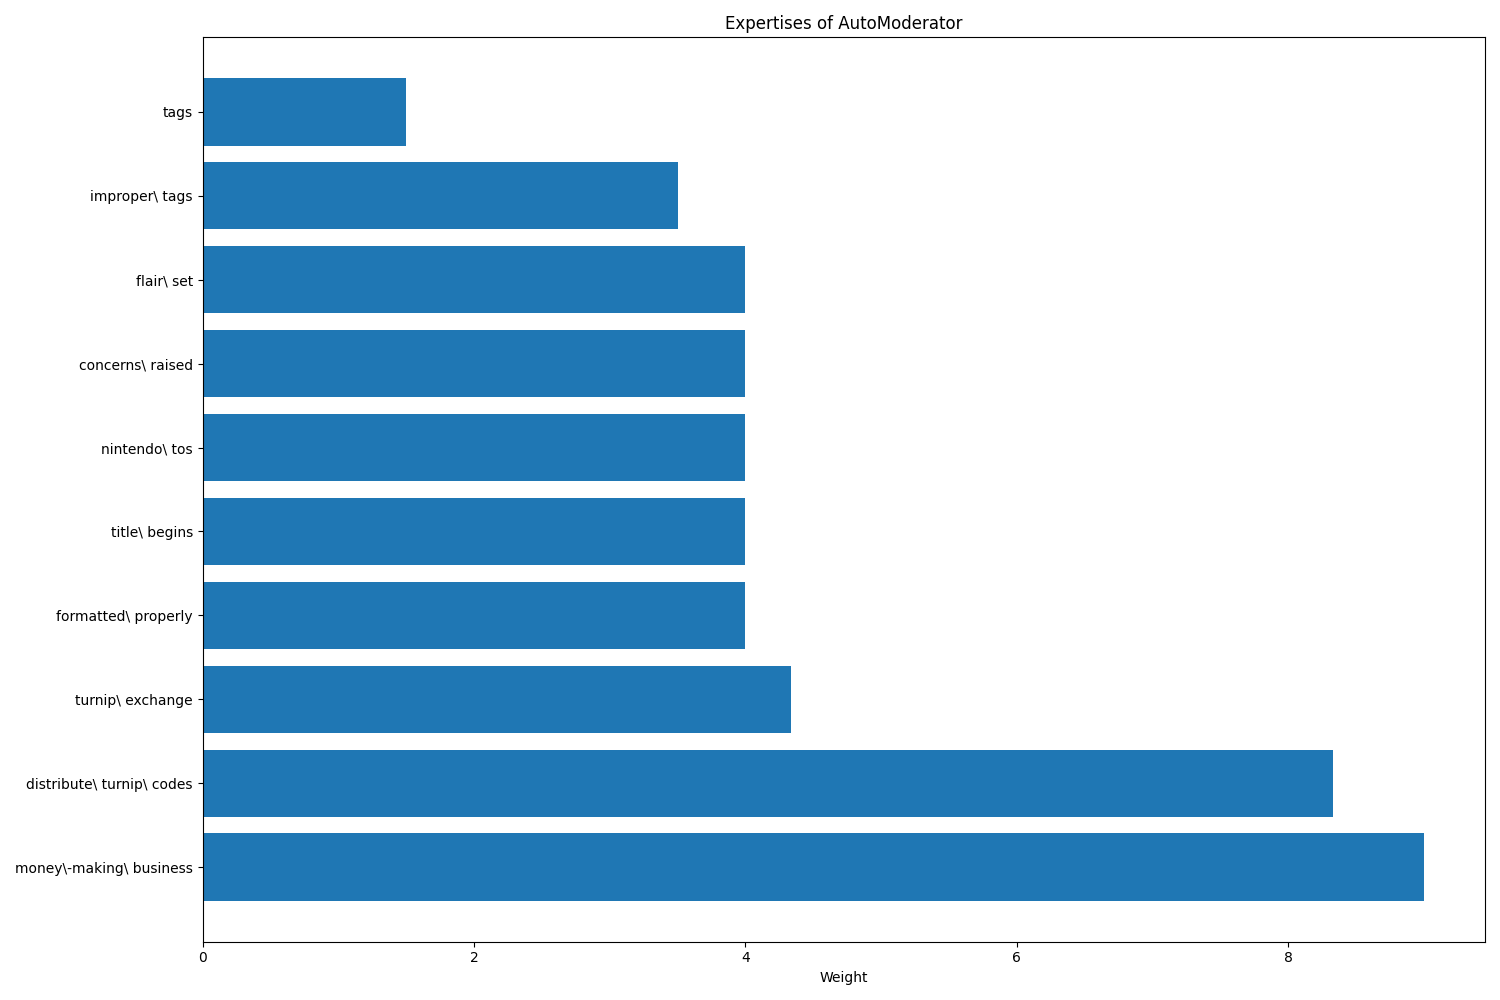 Expertises of AutoModerator
tags
improper\ tags
flair\ set
concerns\ raised
nintendo\ tos
title\ begins
formatted\ properly
turnip\ exchange
distribute\ turnip\ codes
money\-making\ business
0 2 4 6 8
Weight